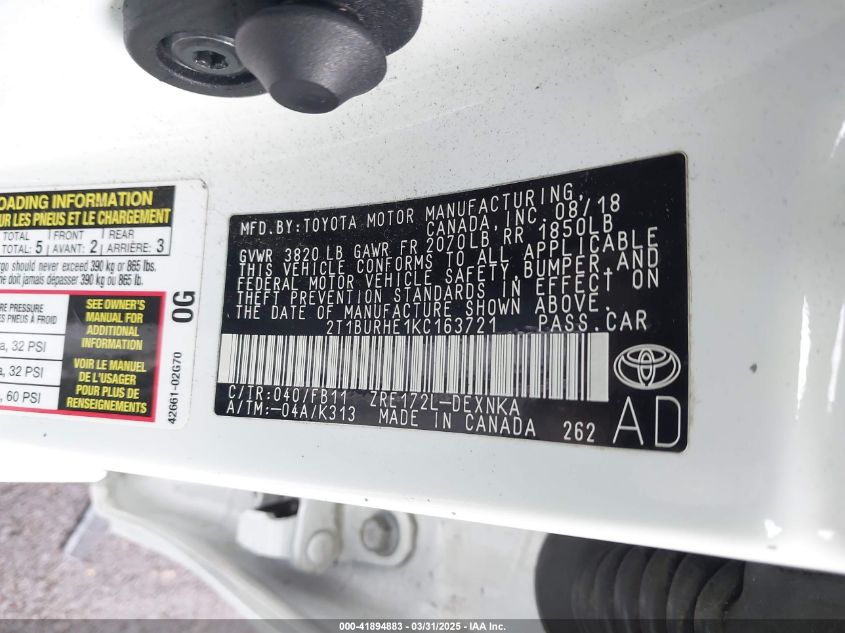 OADING INFORMATION
UR LES PNEUS ET LE CHARGEMENT
TOTAL FRONT REAR
TOTAL: 5 AVANT: 2 ARRIÈRE: 3
go should never exceed 390 kg or 865 lbs.
ne doit jamais dépasser 390 kg ou 865 lbs.
PRESSURE
PNEUS À FROID
a, 32 PSI
a, 32 PSI
, 60 PSI
SEE OWNER'S
MANUAL FOR
ADDITIONAL
INFORMATION
VOIR LE MANUEL
DE L'USAGER
POUR PLUS DE
RENSEIGNEMENTS
0G
42661-02G70
MFD.BY:TOYOTA MOTOR MANUFACTURING,
CANADA, INC. 08/18
GVWR 3820 LB GAWR FR 2070LB, RR 1850LB
THIS VEHICLE CONFORMS TO ALL APPLICABLE
FEDERAL MOTOR VEHICLE SAFETY, BUMPER, AND
THEFT PREVENTION STANDARDS IN EFFECT ON
THE DATE OF MANUFACTURE SHOWN ABOVE.
2T1BURHE1KC163721 PASS.CAR
C/TR:040/FB11 ZRE172L-DEXNKA
A/TM:-04A/K313 MADE IN CANADA 262
AD
000-41894883 - 03/31/2025 - IAA Inc.